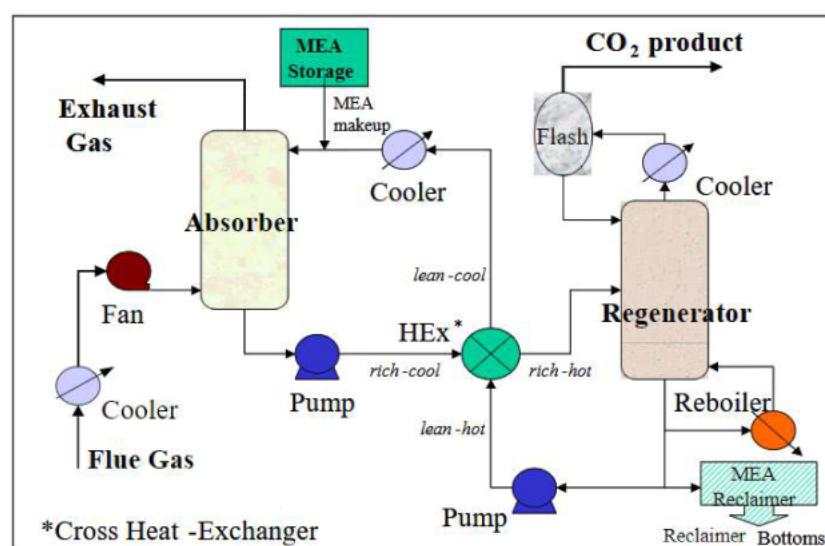 MEA
Storage
CO₂ product
Exhaust
Gas
MEA
makeup
Flash
Cooler
Cooler
Absorber
lean-cool
Fan
HEx*
Regenerator
rich-cool
rich-hot
Pump
Cooler
Reboiler
lean-hot
Flue Gas
MEA
Reclaimer
Pump
*Cross Heat -Exchanger
Reclaimer Bottoms